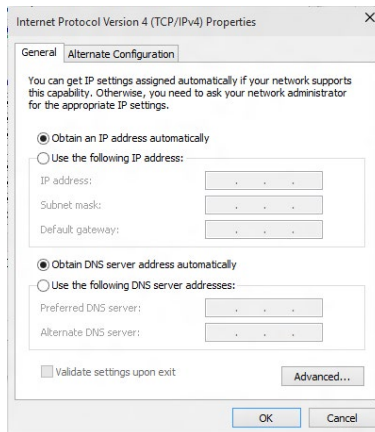 Internet Protocol Version 4 (TCP/IPv4) Properties
General
Alternate Configuration
You can get IP settings assigned automatically if your network supports
this capability. Otherwise, you need to ask your network administrator
for the appropriate IP settings.
Obtain an IP address automatically
Use the following IP address:
IP address:
Subnet mask:
Default gateway:
Obtain DNS server address automatically
Use the following DNS server addresses:
Preferred DNS server:
Alternate DNS server:
Validate settings upon exit
Advanced...
OK
Cancel